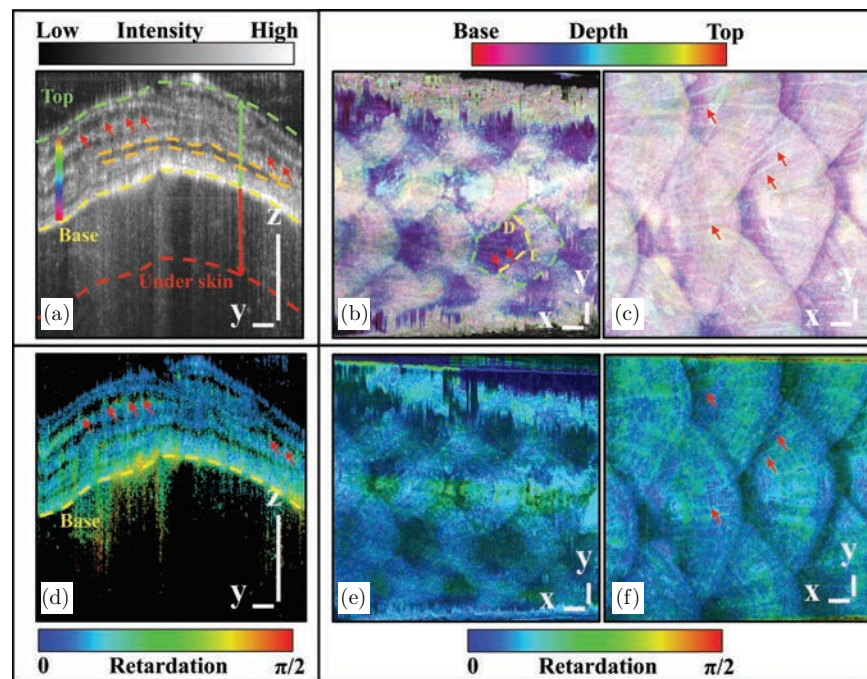 Low Intensity High
Base Depth Top
Top
Base
Under skin
z
y
(a)
D
E
y
x
(b)
y
x
(c)
Base
z
y
(d)
y
x
(e)
y
x
(f)
0 Retardation π/2
0 Retardation π/2